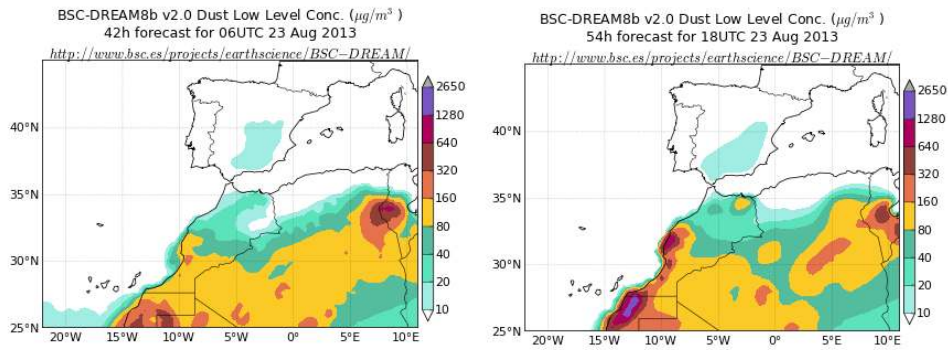 BSC-DREAM8b v2.0 Dust Low Level Conc. (μg/m³ )
42h forecast for 06UTC 23 Aug 2013
http://www.bsc.es/projects/earthscience/BSC−DREAM/
40°N
35°N
30°N
25°N
20°W 15°W 10°W 5°W 0° 5°E 10°E
2650
1280
640
320
160
80
40
20
10
BSC-DREAM8b v2.0 Dust Low Level Conc. (μg/m³ )
54h forecast for 18UTC 23 Aug 2013
http://www.bsc.es/projects/earthscience/BSC−DREAM/
40°N
35°N
30°N
25°N
20°W 15°W 10°W 5°W 0° 5°E 10°E
2650
1280
640
320
160
80
40
20
10